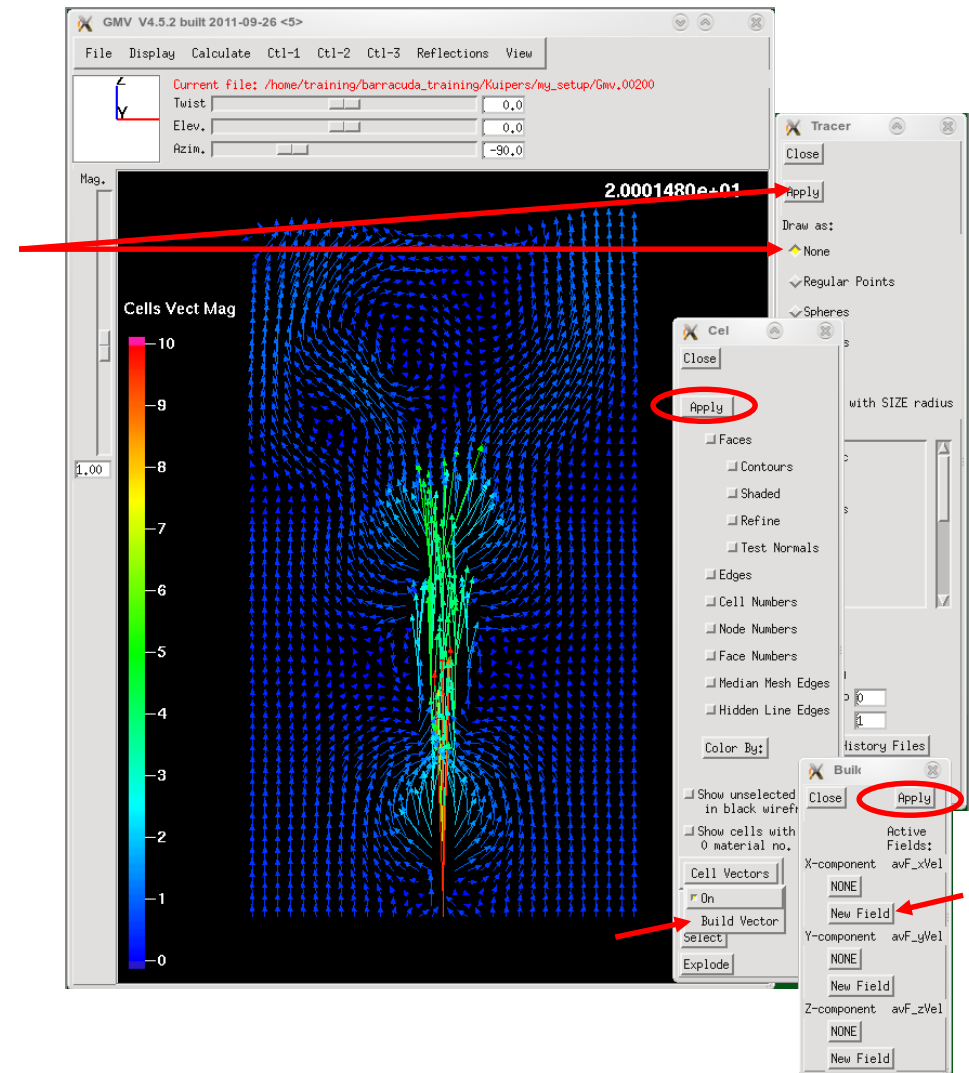 GMV V4.5.2 built 2011-09-26 <5>
File Display Calculate Ctl-1 Ctl-2 Ctl-3 Reflections View
Z
Y
Current file: /home/training/barracuda_training/Kuipers/my_setup/Gmv.00200
Twist 0.0
Elev. 0.0
Azim. -90.0
Mag.
1.00
2.0001480e+01
Cells Vect Mag
10
9
8
7
6
5
4
3
2
1
0
Tracer
Close
Apply
Draw as:
None
Regular Points
Spheres
s
with SIZE radius
s
0
1
History Files
Cel
Close
Apply
Faces
Contours
Shaded
Refine
Test Normals
Edges
Cell Numbers
Node Numbers
Face Numbers
Median Mesh Edges
Hidden Line Edges
Color By:
Show unselected
in black wirefr
Show cells with
0 material no.
Cell Vectors
On
Build Vector
Select
Explode
Buil
Close
Apply
Active
Fields:
X-component avF_xVel
NONE
New Field
Y-component avF_yVel
NONE
New Field
Z-component avF_zVel
NONE
New Field